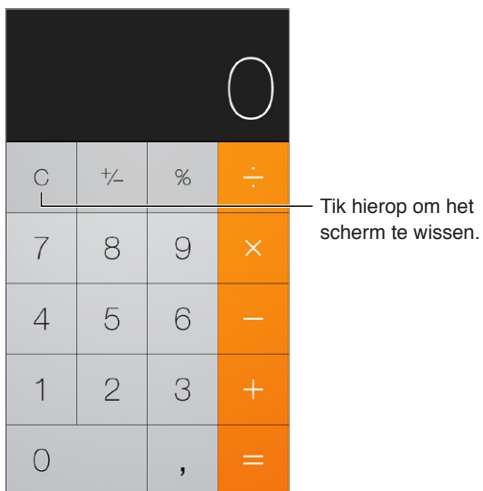 0
C +/− % ÷
Tik hierop om het
scherm te wissen.
7 8 9 ×
4 5 6 −
1 2 3 +
0 , =